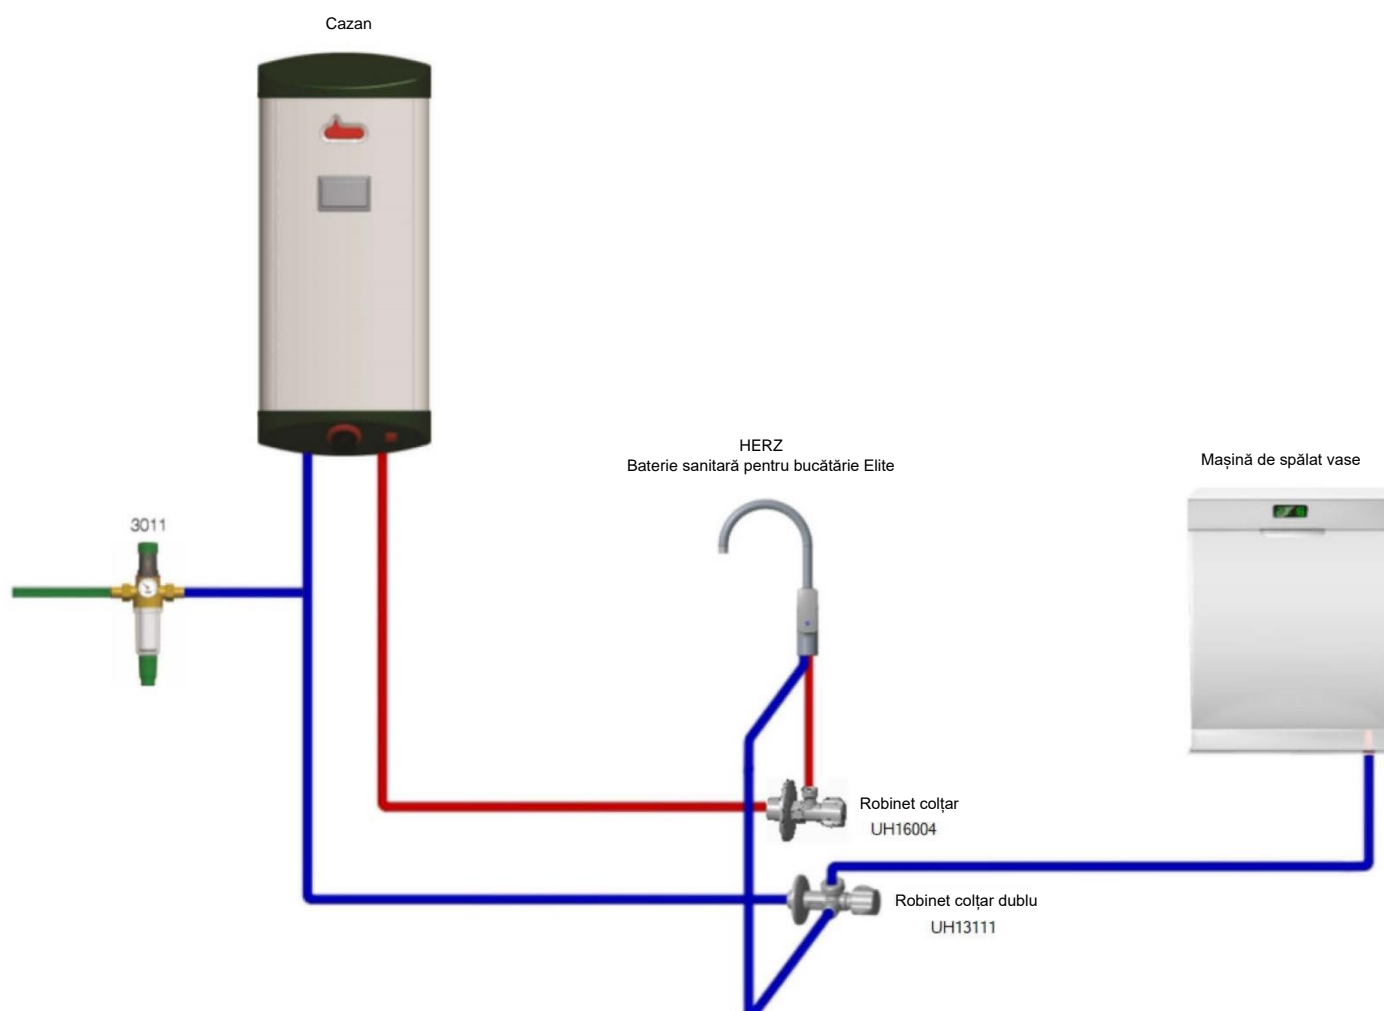 Cazan
HERZ
Baterie sanitară pentru bucătărie Elite
Mașină de spălat vase
3011
Robinet colțar
UH16004
Robinet colțar dublu
UH13111